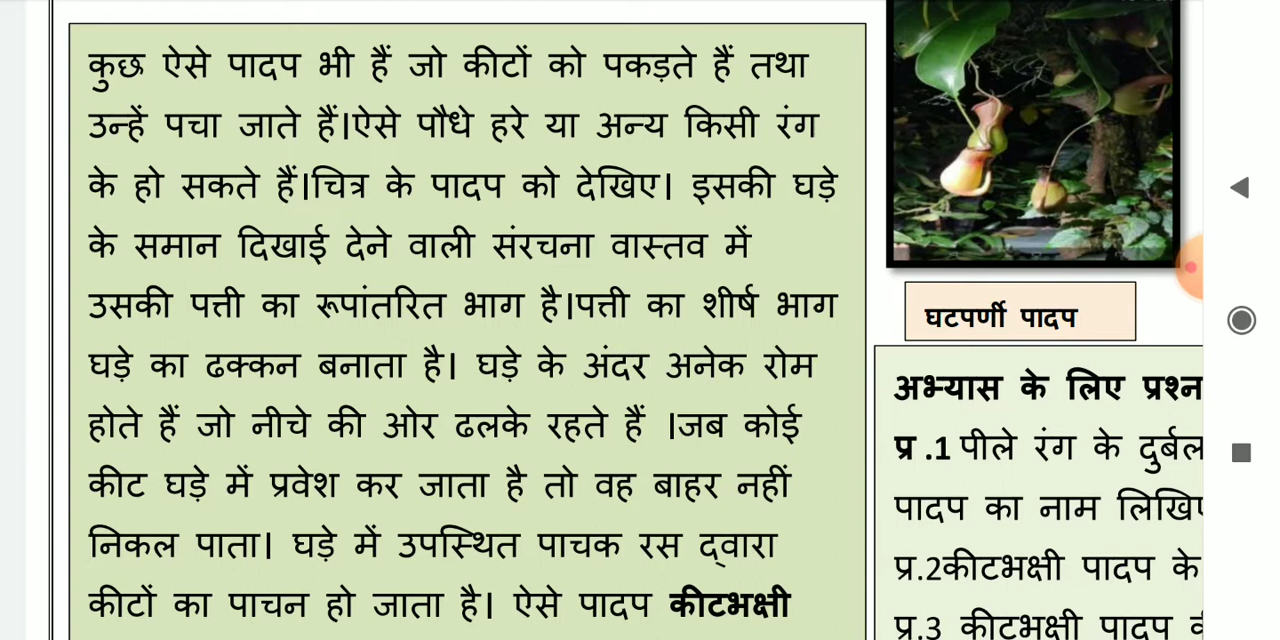 कुछ ऐसे पादप भी हैं जो कीटों को पकड़ते हैं तथा
उन्हें पचा जाते हैं।ऐसे पौधे हरे या अन्य किसी रंग
के हो सकते हैं।चित्र के पादप को देखिए। इसकी घड़े
के समान दिखाई देने वाली संरचना वास्तव में
उसकी पत्ती का रूपांतरित भाग है।पत्ती का शीर्ष भाग
घड़े का ढक्कन बनाता है। घड़े के अंदर अनेक रोम
होते हैं जो नीचे की ओर ढलके रहते हैं ।जब कोई
कीट घड़े में प्रवेश कर जाता है तो वह बाहर नहीं
निकल पाता। घड़े में उपस्थित पाचक रस द्वारा
कीटों का पाचन हो जाता है। ऐसे पादप कीटभक्षी
घटपर्णी पादप
अभ्यास के लिए प्रश्न
प्र .1 पीले रंग के दुर्बल
पादप का नाम
प्र.2कीटभक्षी पादप के
प्र.3 कीटभक्षी पादप